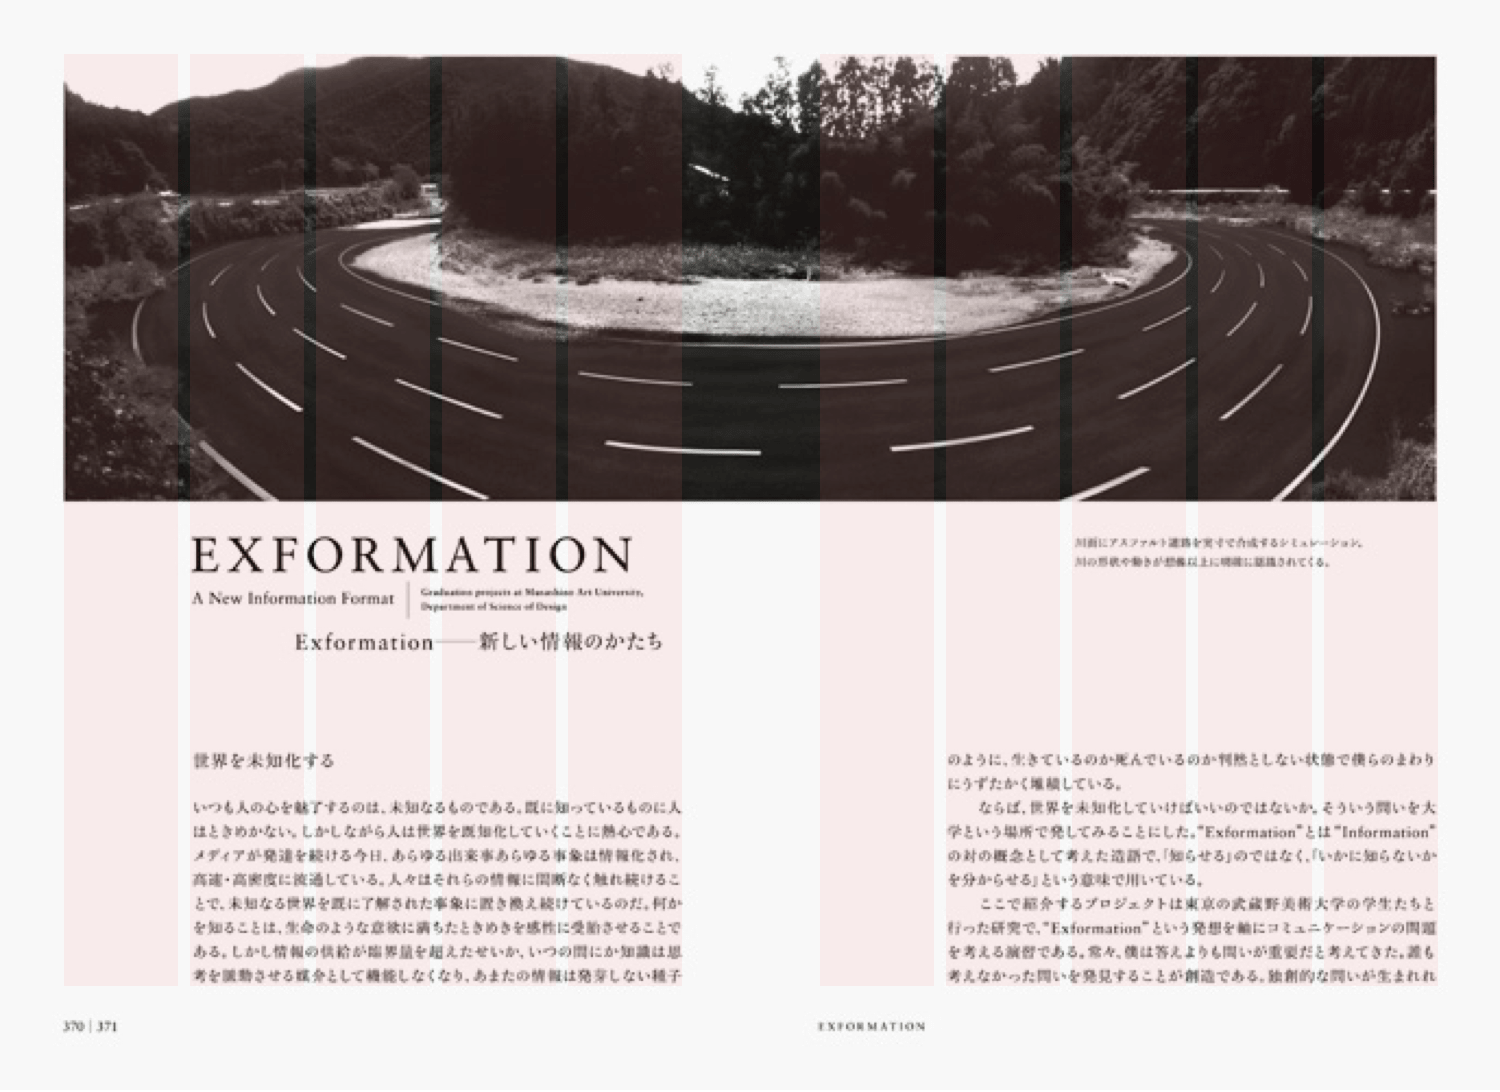 EXFORMATION
A New Information Format
Graduation projects at Musashino Art University,
Department of Science of Design
Exformation——新しい情報のかたち
川面にアスファルト道路を実寸で合成するシミュレーション。
川の形状や動きが想像以上に明確に認識されてくる。
世界を未知化する
いつも人の心を魅了するのは、未知なるものである。既に知っているものに人
はときめかない。しかしながら人は世界を既知化していくことに熱心である。
メディアが発達を続ける今日、あらゆる出来事あらゆる事象は情報化され、
高速・高密度に流通している。人々はそれらの情報に間断なく触れ続けるこ
とで、未知なる世界を既に了解された事象に置き換え続けているのだ。何か
を知ることは、生命のような意欲に満ちたときめきを感性に受胎させることで
ある。しかし情報の供給が臨界量を超えたせいか、いつの間にか知識は思
考を駆動させる媒介として機能しなくなり、あまたの情報は発芽しない種子
のように、生きているのか死んでいるのか判然としない状態で僕らのまわり
にうずたかく堆積している。
ならば、世界を未知化していけばいいのではないか。そういう問いを大
学という場所で発してみることにした。“Exformation”とは“Information”
の対の概念として考えた造語で、「知らせる」のではなく、「いかに知らないか
を分からせる」という意味で用いている。
ここで紹介するプロジェクトは東京の武蔵野美術大学の学生たちと
行った研究で、“Exformation”という発想を軸にコミュニケーションの問題
を考える演習である。常々、僕は答えよりも問いが重要だと考えてきた。誰も
考えなかった問いを発見することが創造である。独創的な問いが生まれれ
370 | 371
EXFORMATION